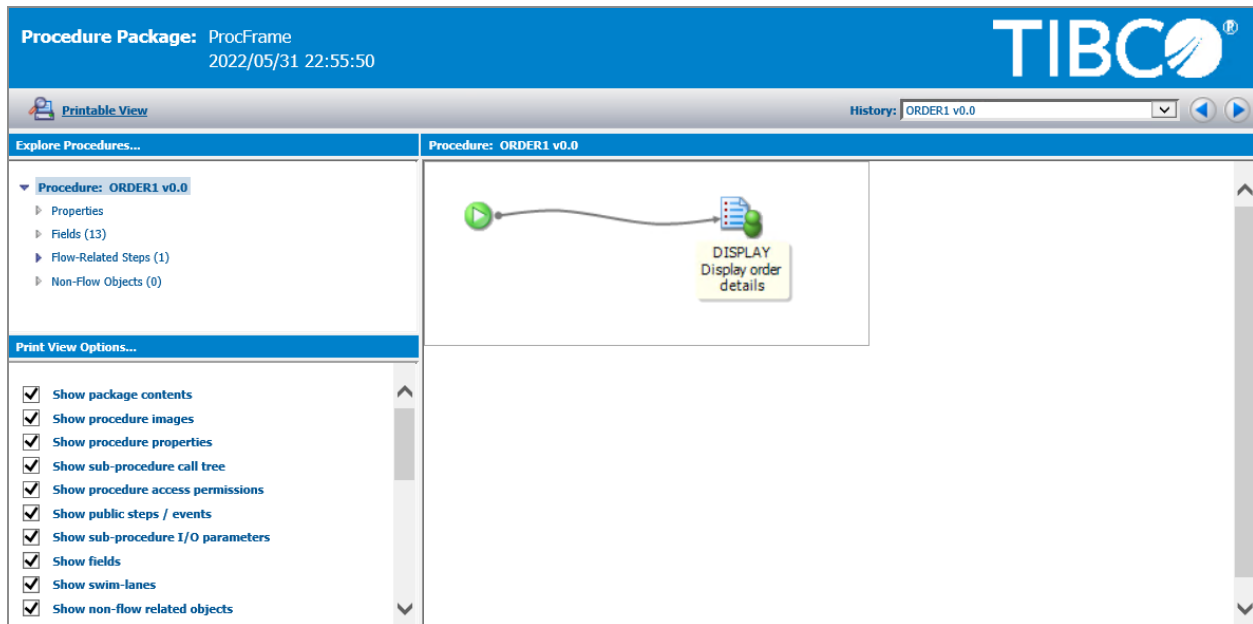 Procedure Package: ProcFrame
2022/05/31 22:55:50
TIBCO®
Printable View
History: ORDER1 v0.0
Explore Procedures...
Procedure: ORDER1 v0.0
Procedure: ORDER1 v0.0
Properties
Fields (13)
Flow-Related Steps (1)
Non-Flow Objects (0)
DISPLAY
Display order
details
Print View Options...
Show package contents
Show procedure images
Show procedure properties
Show sub-procedure call tree
Show procedure access permissions
Show public steps / events
Show sub-procedure I/O parameters
Show fields
Show swim-lanes
Show non-flow related objects